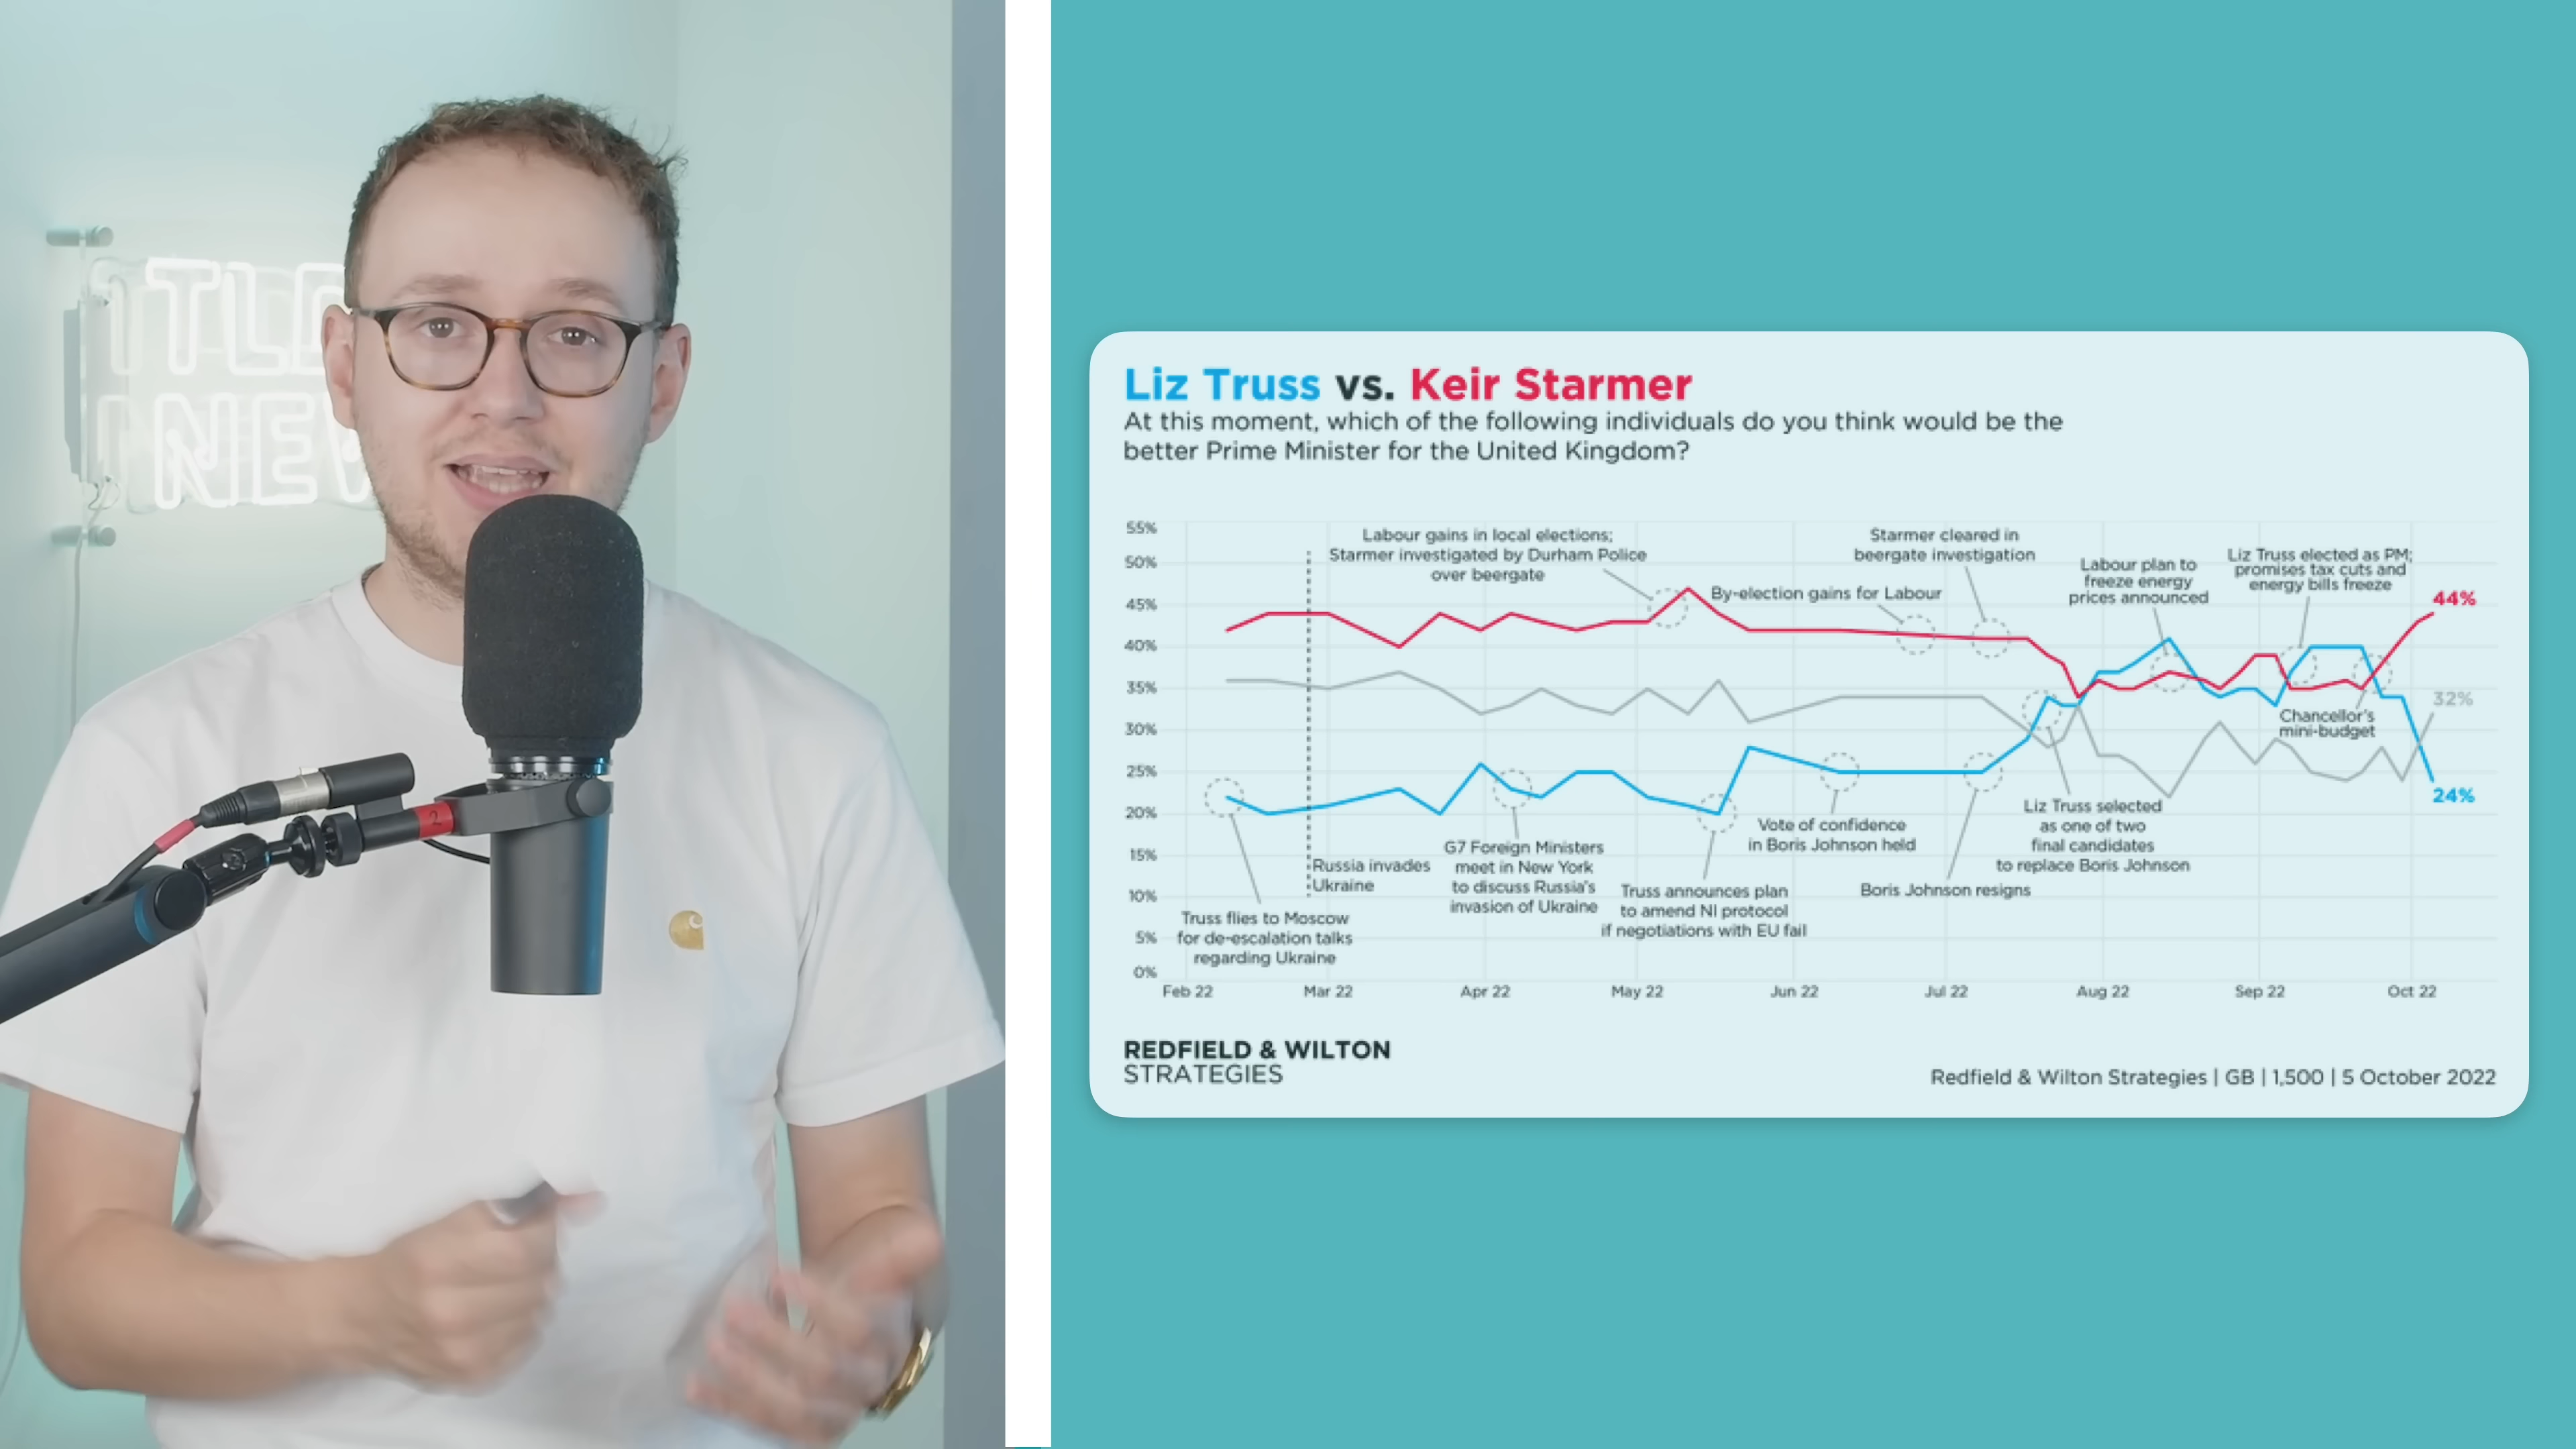 TLD
NEW
2
Liz Truss vs. Keir Starmer
At this moment, which of the following individuals do you think would be the
better Prime Minister for the United Kingdom?
55%
50%
45%
40%
35%
30%
25%
20%
15%
10%
5%
0%
Feb 22
Mar 22
Apr 22
May 22
Jun 22
Jul 22
Aug 22
Sep 22
Oct 22
Labour gains in local elections;
Starmer investigated by Durham Police
over beergate
By-election gains for Labour
Starmer cleared in
beergate investigation
Labour plan to
freeze energy
prices announced
Liz Truss elected as PM;
promises tax cuts and
energy bills freeze
44%
32%
24%
Chancellor's
mini-budget
Truss flies to Moscow
for de-escalation talks
regarding Ukraine
Russia invades
Ukraine
G7 Foreign Ministers
meet in New York
to discuss Russia's
invasion of Ukraine
Truss announces plan
to amend NI protocol
if negotiations with EU fail
Vote of confidence
in Boris Johnson held
Boris Johnson resigns
Liz Truss selected
as one of two
final candidates
to replace Boris Johnson
REDFIELD & WILTON
STRATEGIES
Redfield & Wilton Strategies | GB | 1,500 | 5 October 2022